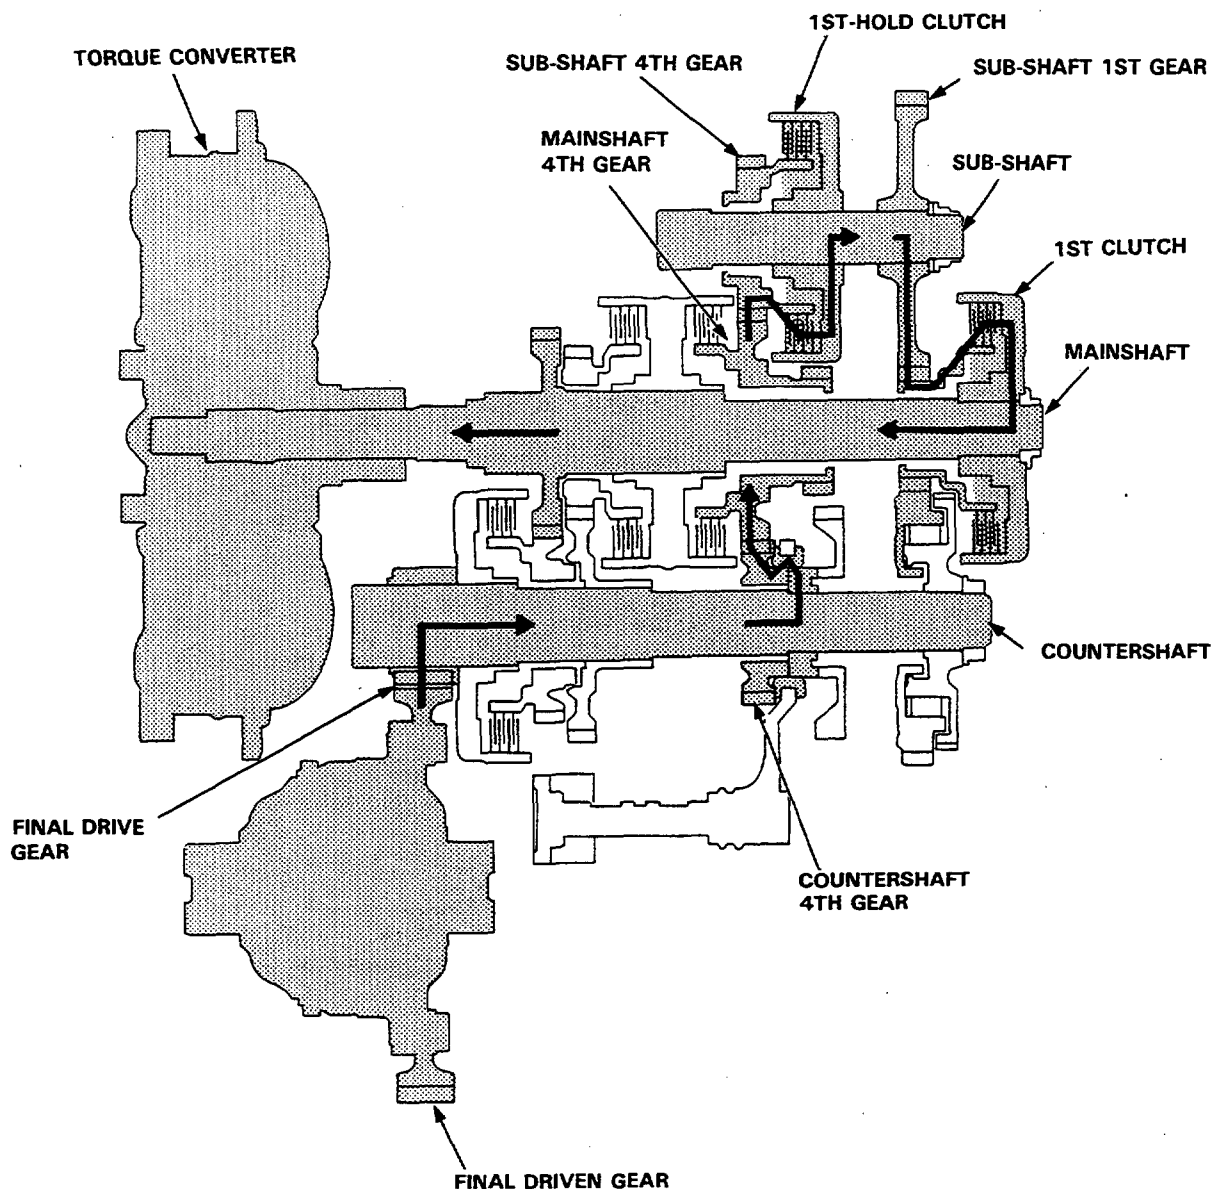 1ST-HOLD CLUTCH
TORQUE CONVERTER
SUB-SHAFT 4TH GEAR
SUB-SHAFT 1ST GEAR
MAINSHAFT
4TH GEAR
SUB-SHAFT
1ST CLUTCH
MAINSHAFT
COUNTERSHAFT
FINAL DRIVE
GEAR
COUNTERSHAFT
4TH GEAR
FINAL DRIVEN GEAR